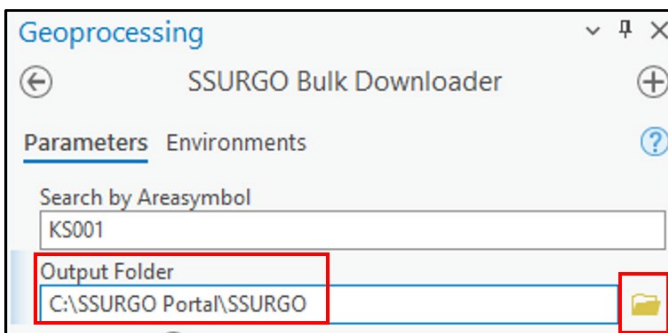 Geoprocessing
SSURGO Bulk Downloader
Parameters Environments
Search by Areasymbol
KS001
Output Folder
C:\SSURGO Portal\SSURGO